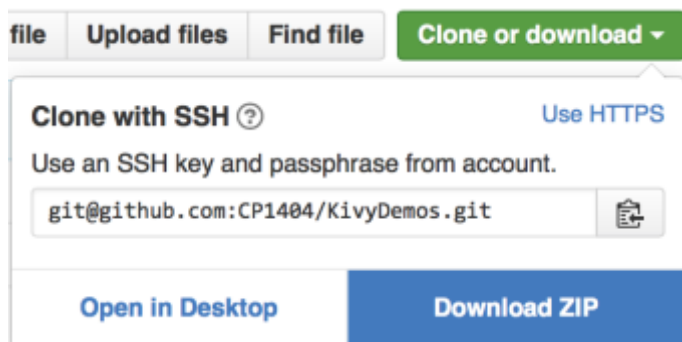 file Upload files Find file Clone or download
Clone with SSH ? Use HTTPS
Use an SSH key and passphrase from account.
git@github.com:CP1404/KivyDemos.git
Open in Desktop Download ZIP